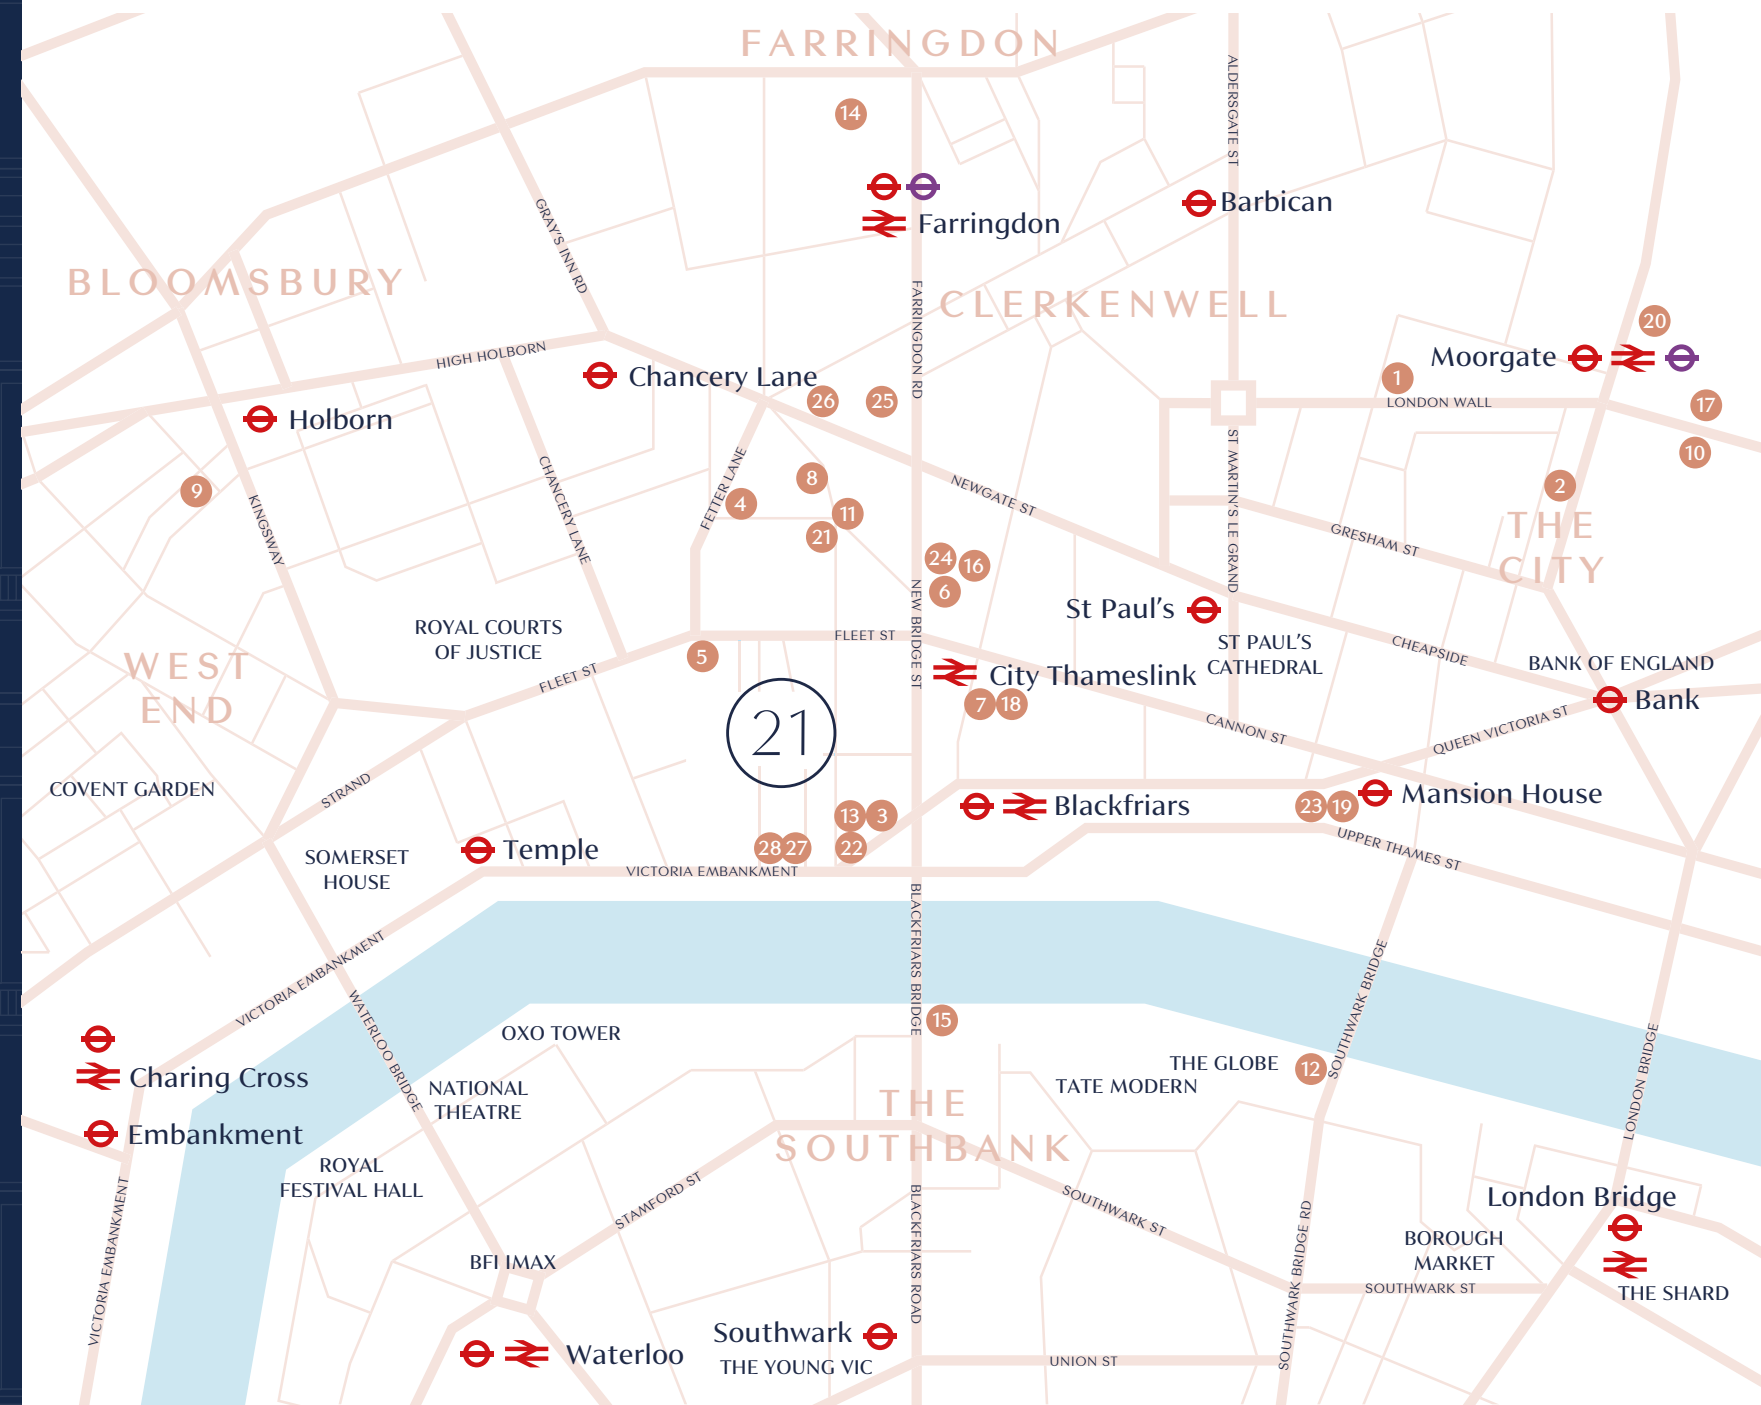 FARRINGDON
ALDERSGATE ST
14
Farringdon
Barbican
GRAY'S INN RD
BLOOMSBURY
CLERKENWELL
FARRINGDON RD
20
Moorgate
HIGH HOLBORN
Chancery Lane
1
LONDON WALL
26
25
17
Holborn
10
9
KINGSWAY
CHANCERY LANE
FETTER LANE
4
8
11
21
NEWGATE ST
ST MARTIN'S LE GRAND
2
THE
CITY
GRESHAM ST
24
16
6
NEW BRIDGE ST
St Paul's
ROYAL COURTS
OF JUSTICE
FLEET ST
ST PAUL'S
CATHEDRAL
CHEAPSIDE
BANK OF ENGLAND
WEST
END
5
FLEET ST
City Thameslink
7
18
Bank
21
CANNON ST
QUEEN VICTORIA ST
COVENT GARDEN
STRAND
13
3
Blackfriars
23
19
Mansion House
SOMERSET
HOUSE
Temple
28
27
22
UPPER THAMES ST
VICTORIA EMBANKMENT
BLACKFRIARS BRIDGE
VICTORIA EMBANKMENT
WATERLOO BRIDGE
SOUTHWARK BRIDGE
LONDON BRIDGE
15
OXO TOWER
Charing Cross
NATIONAL
THEATRE
THE GLOBE
12
TATE MODERN
THE
SOUTHBANK
Embankment
ROYAL
FESTIVAL HALL
VICTORIA EMBANKMENT
STAMFORD ST
BLACKFRIARS ROAD
SOUTHWARK ST
SOUTHWARK BRIDGE RD
London Bridge
BOROUGH
MARKET
BFI IMAX
SOUTHWARK ST
THE SHARD
Southwark
THE YOUNG VIC
Waterloo
UNION ST